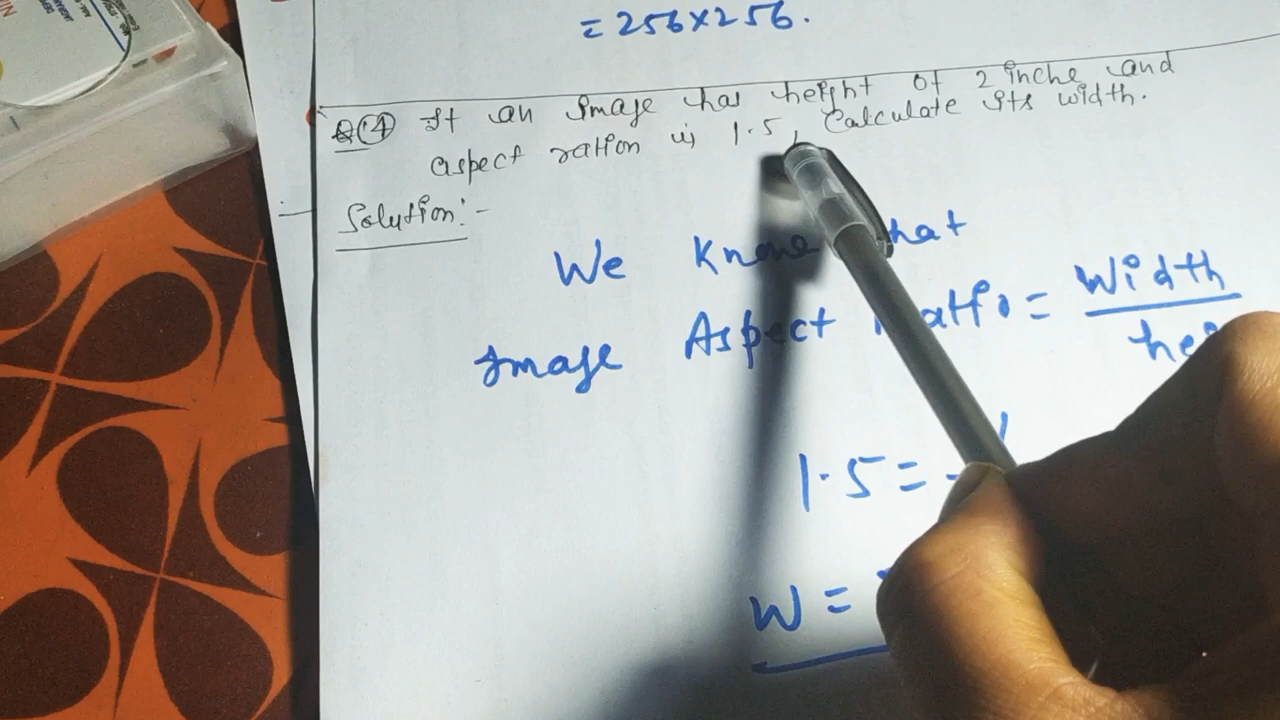 = 256×256.
Q(4) If an image has height of 2 inche and
aspect ration is 1.5, Calculate its width.
Solution:-
We Know that
Image Aspect Ratio = Width
1.5 =
W =